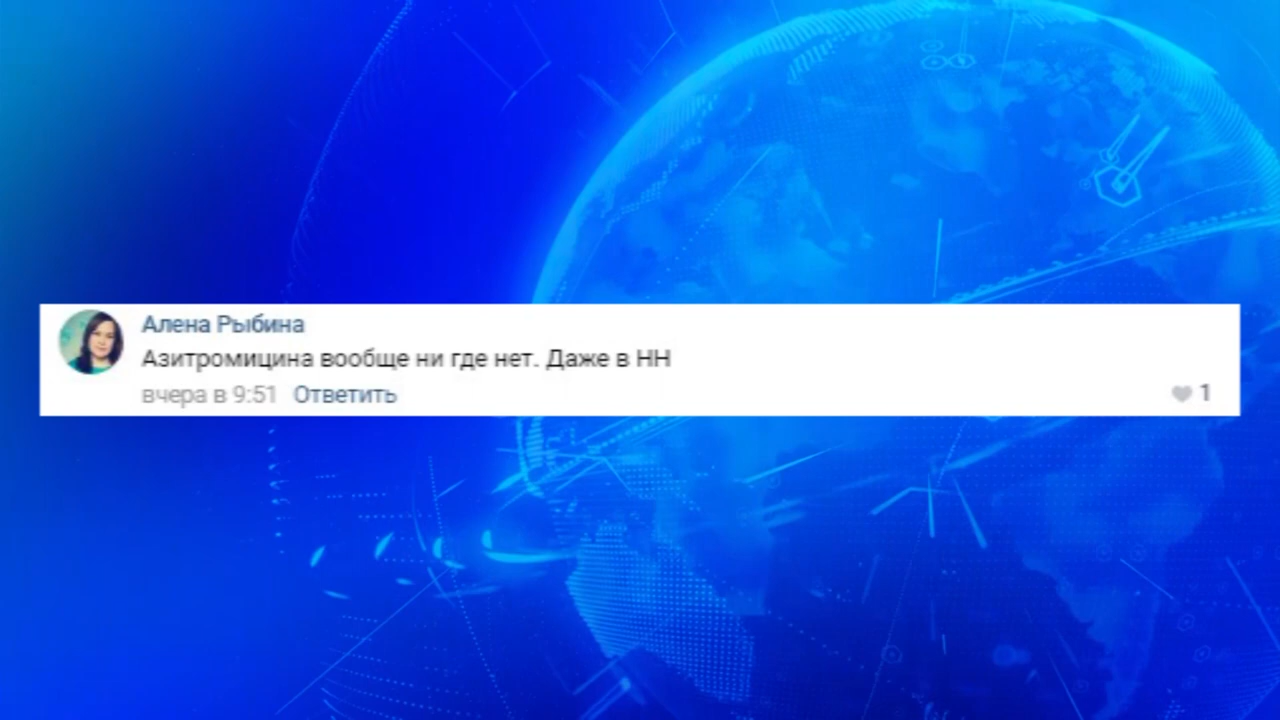 Алена Рыбина
Азитромицина вообще ни где нет. Даже в НН
вчера в 9:51 Ответить 1